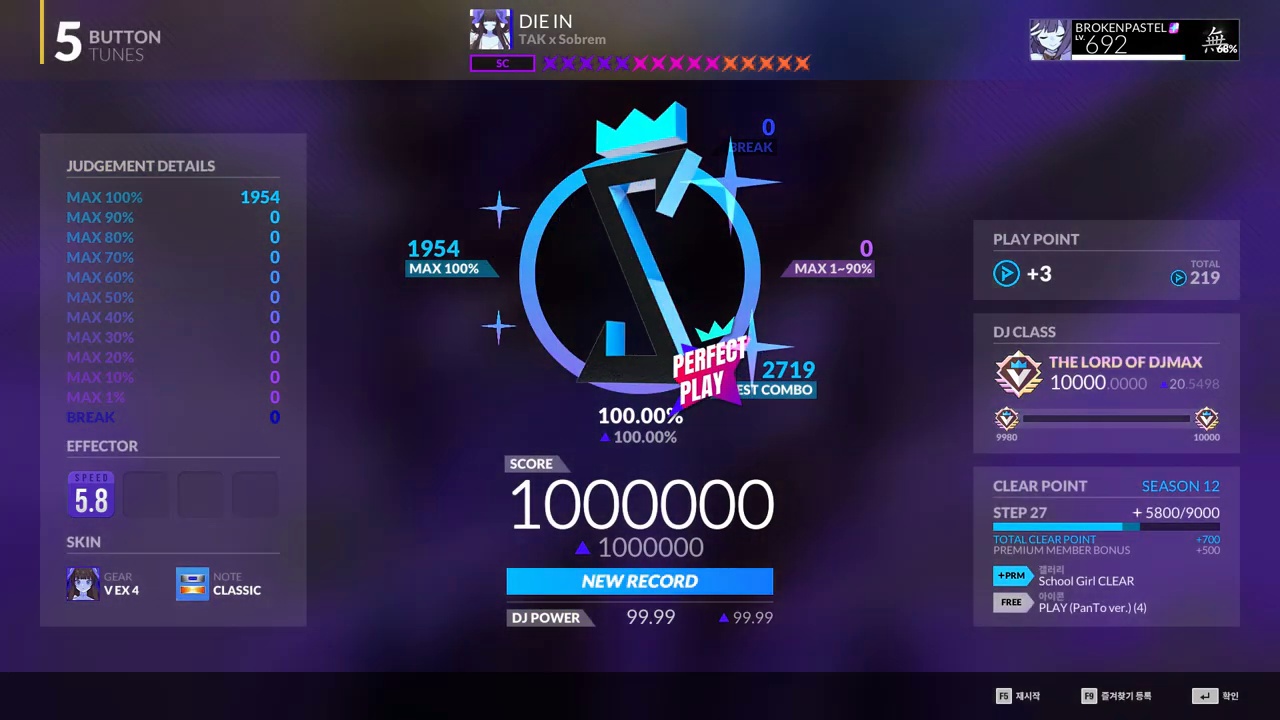 5 BUTTON TUNES
DIE IN
TAK x Sobrem
SC
BROKENPASTEL
LV. 692
無
68%
JUDGEMENT DETAILS
MAX 100% 1954
MAX 90% 0
MAX 80% 0
MAX 70% 0
MAX 60% 0
MAX 50% 0
MAX 40% 0
MAX 30% 0
MAX 20% 0
MAX 10% 0
MAX 1% 0
BREAK 0
EFFECTOR
SPEED
5.8
SKIN
GEAR
V EX 4
NOTE
CLASSIC
0
BREAK
1954
MAX 100%
0
MAX 1~90%
S
PERFECT PLAY
2719
EST COMBO
100.00%
▲ 100.00%
SCORE
1000000
▲ 1000000
NEW RECORD
DJ POWER 99.99 ▲ 99.99
PLAY POINT
+3
TOTAL
219
DJ CLASS
THE LORD OF DJMAX
10000.0000 ▲20.5498
9980 10000
CLEAR POINT SEASON 12
STEP 27 + 5800/9000
TOTAL CLEAR POINT +700
PREMIUM MEMBER BONUS +500
+PRM 갤러리
School Girl CLEAR
FREE 아이콘
PLAY (PanTo ver.) (4)
F5 재시작 F9 즐겨찾기 등록 ↵ 확인